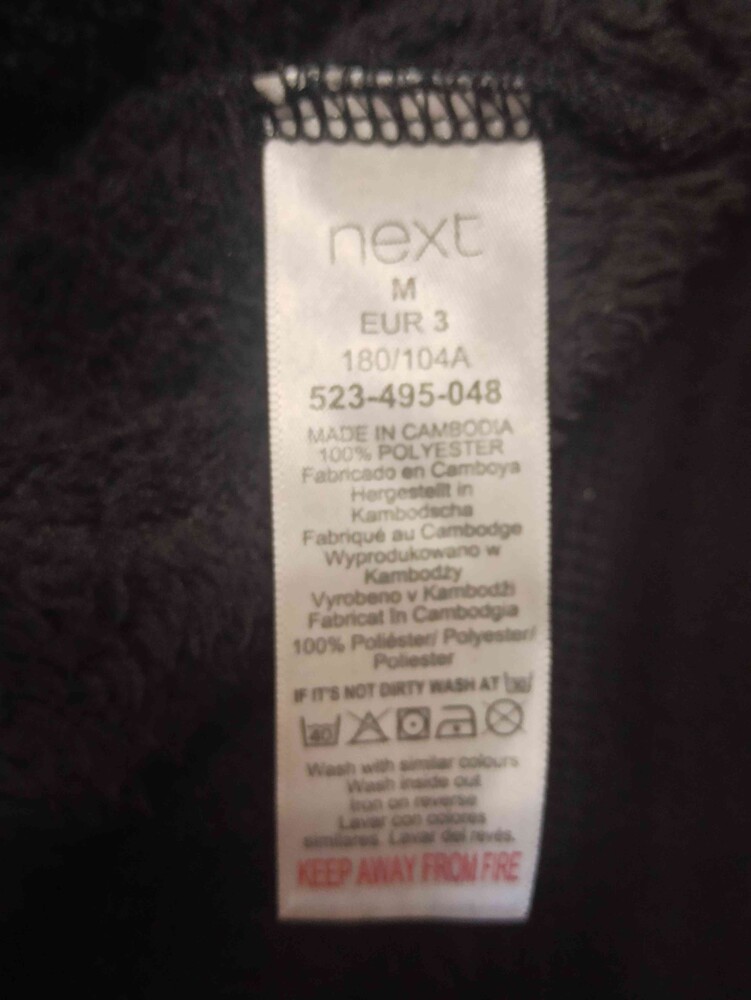 next
M
EUR 3
180/104A
523-495-048
MADE IN CAMBODIA
100% POLYESTER
Fabricado en Camboya
Hergestellt in
Kambodscha
Fabriqué au Cambodge
Wyprodukowano w
Kambodży
Vyrobeno v Kambodži
Fabricat în Cambodgia
100% Poliéster/ Polyester/
Poliester
IF IT'S NOT DIRTY WASH AT 30
40
Wash with similar colours
Wash inside out
Iron on reverse
Lavar con colores
similares. Lavar del revés.
KEEP AWAY FROM FIRE